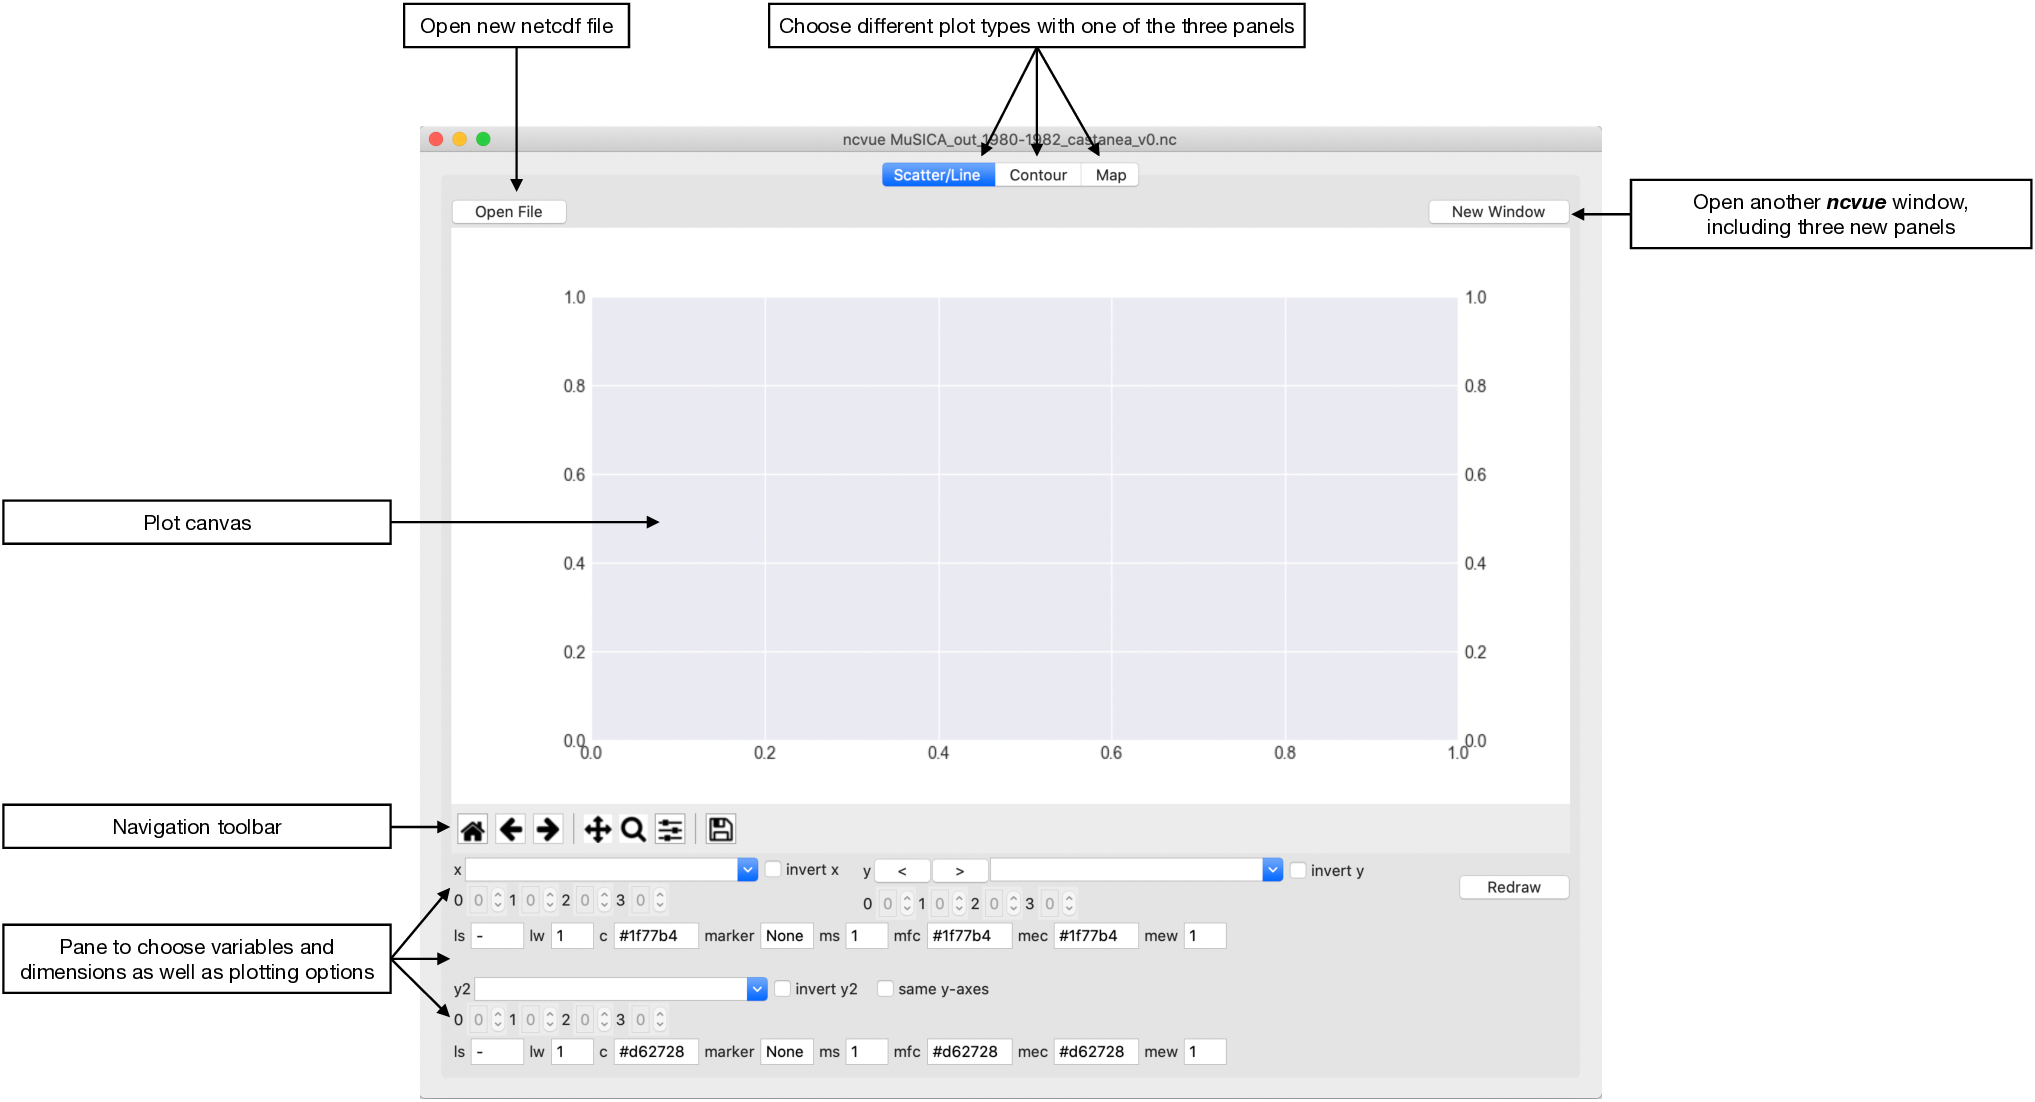 Open new netcdf file
Choose different plot types with one of the three panels
ncvue MuSICA_out_1980-1982_castanea_v0.nc
Scatter/Line Contour Map
Open File
New Window
Open another ncvue window,
including three new panels
1.0 1.0
0.8 0.8
0.6 0.6
Plot canvas
0.4 0.4
0.2 0.2
0.0 0.0
0.0 0.2 0.4 0.6 0.8 1.0
Navigation toolbar
x invert x y < > invert y
Redraw
0 0 1 0 2 0 3 0 0 0 1 0 2 0 3 0
ls - lw 1 c #1f77b4 marker None ms 1 mfc #1f77b4 mec #1f77b4 mew 1
Pane to choose variables and
dimensions as well as plotting options
y2 invert y2 same y-axes
0 0 1 0 2 0 3 0
ls - lw 1 c #d62728 marker None ms 1 mfc #d62728 mec #d62728 mew 1